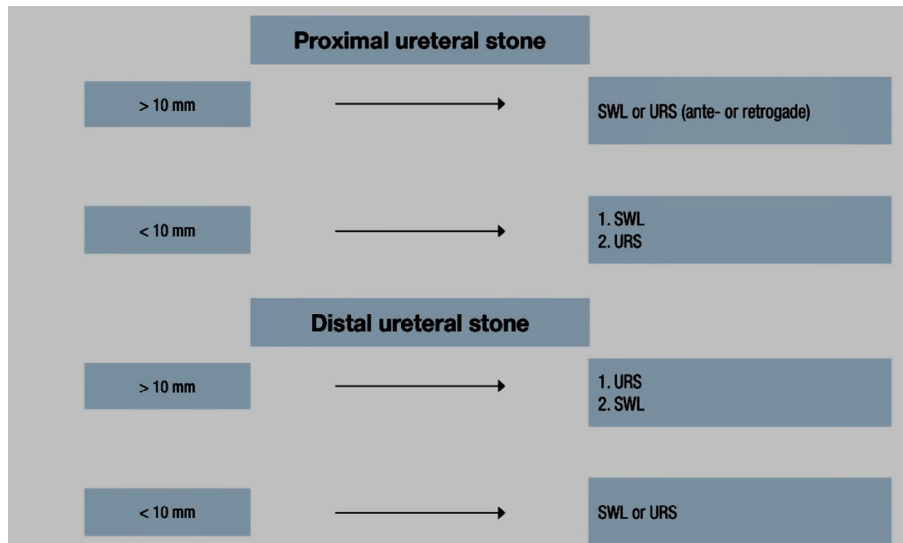 Proximal ureteral stone
> 10 mm
SWL or URS (ante- or retrogade)
< 10 mm
1. SWL
2. URS
Distal ureteral stone
> 10 mm
1. URS
2. SWL
< 10 mm
SWL or URS